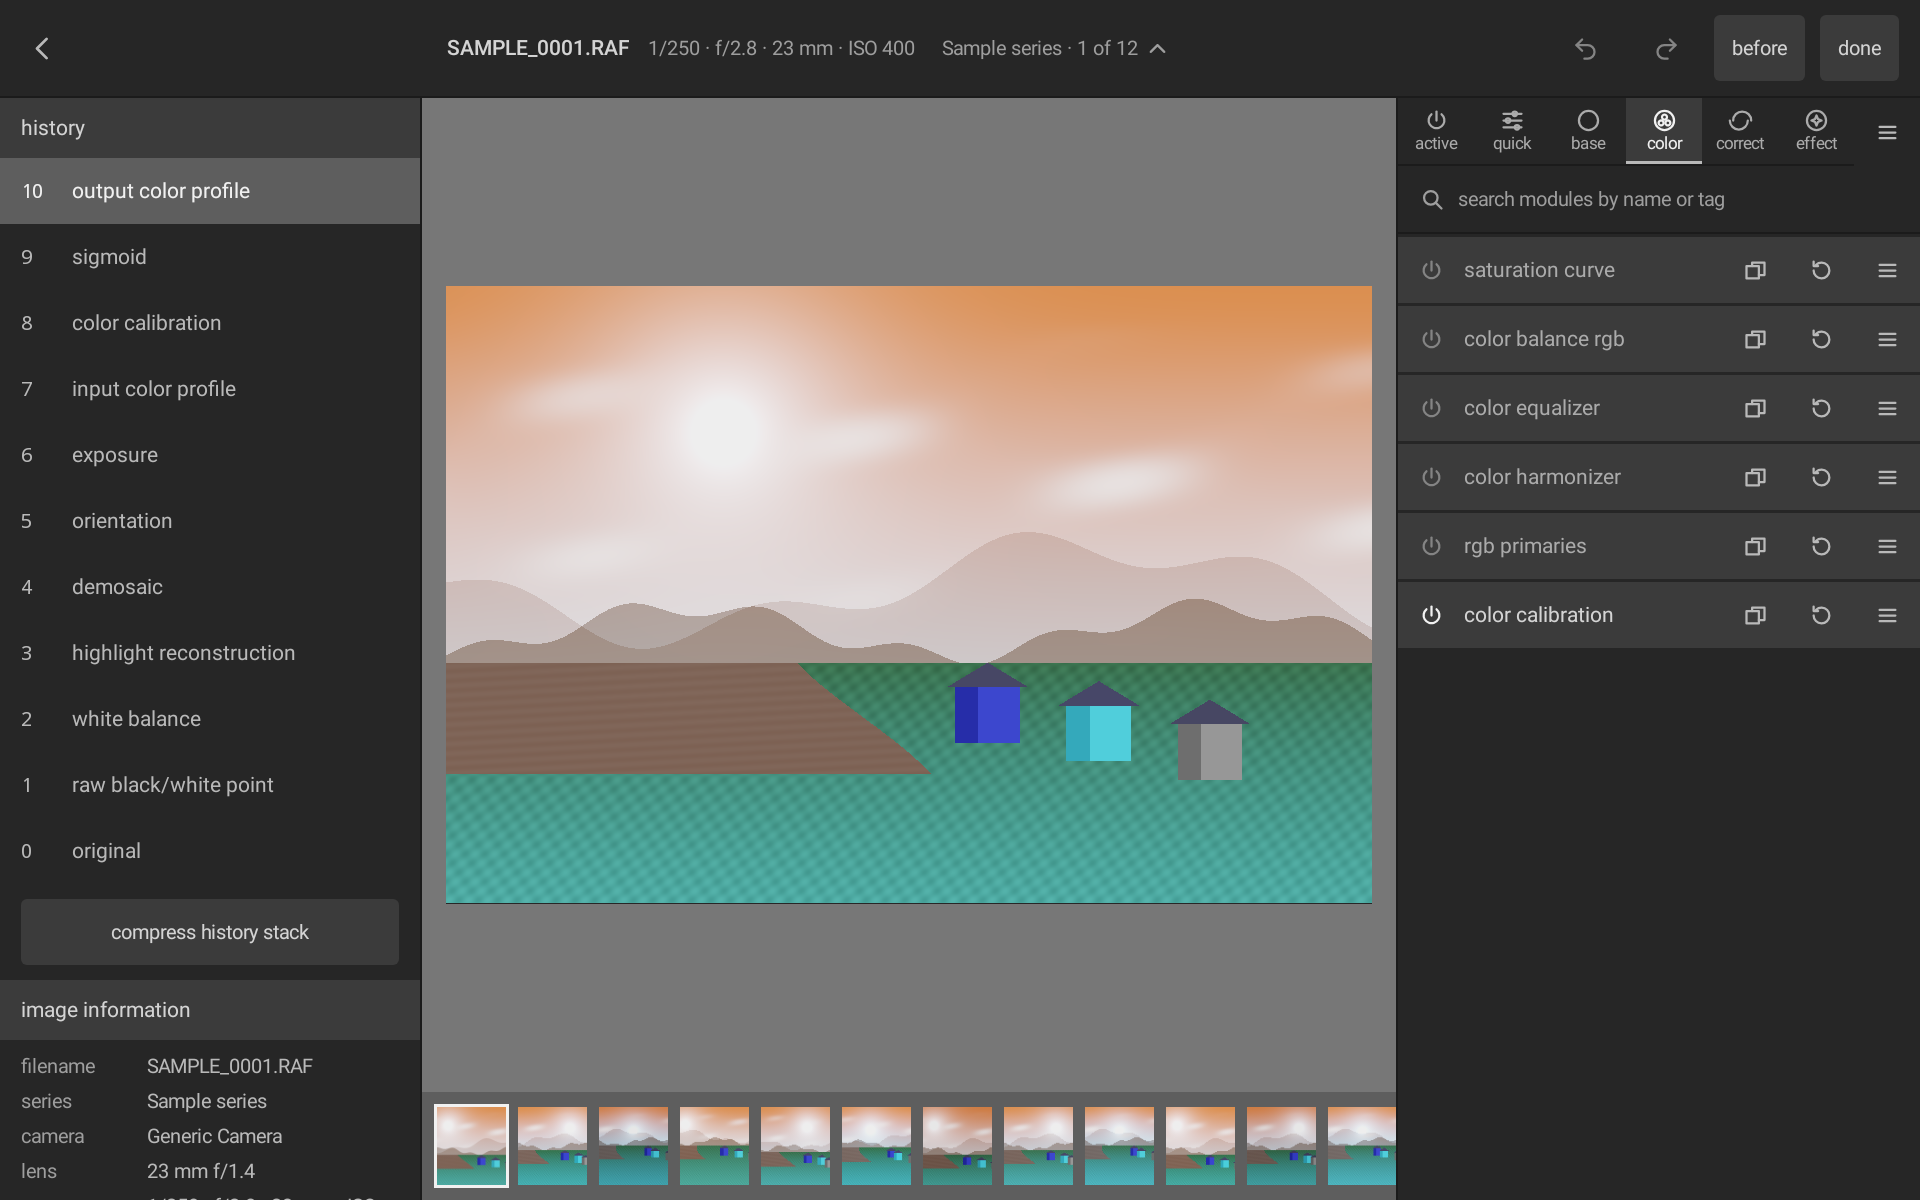 SAMPLE_0001.RAF 1/250 · f/2.8 · 23 mm · ISO 400 Sample series · 1 of 12
before
done
history
10 output color profile
9 sigmoid
8 color calibration
7 input color profile
6 exposure
5 orientation
4 demosaic
3 highlight reconstruction
2 white balance
1 raw black/white point
0 original
compress history stack
image information
filename SAMPLE_0001.RAF
series Sample series
camera Generic Camera
lens 23 mm f/1.4
active quick base color correct effect
search modules by name or tag
saturation curve
color balance rgb
color equalizer
color harmonizer
rgb primaries
color calibration